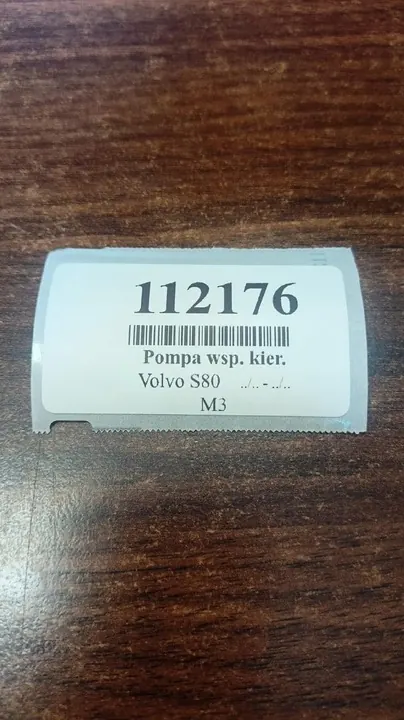 112176
Pompa wsp. kier.
Volvo S80 ../.. - ../..
M3